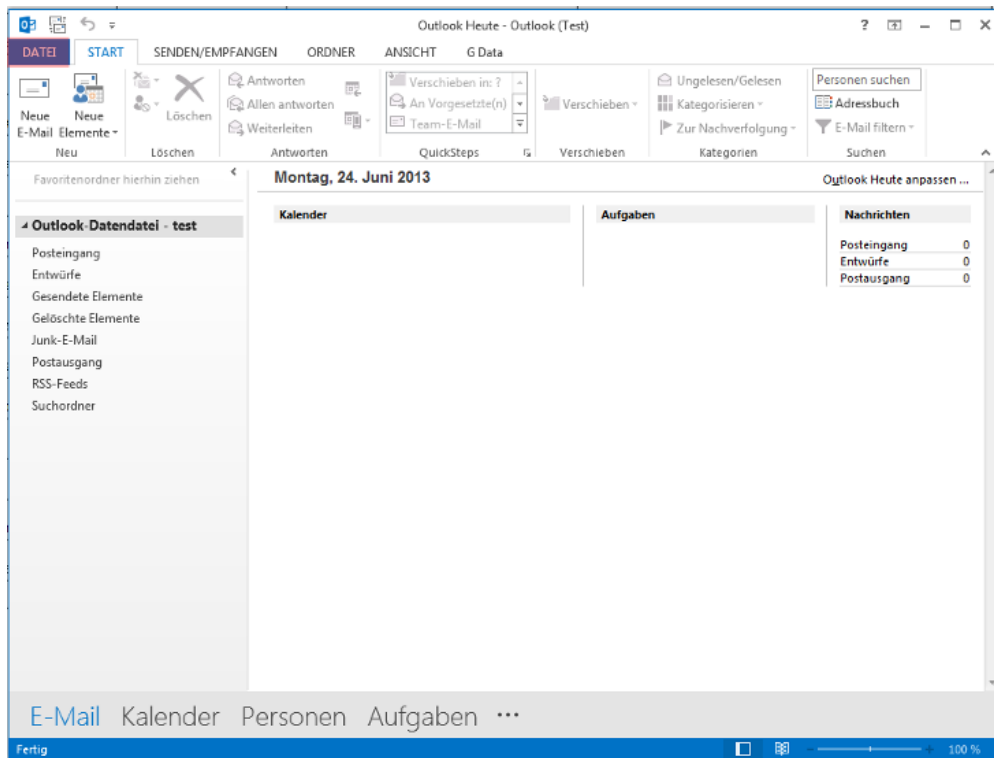 Outlook Heute - Outlook (Test)
DATEI START SENDEN/EMPFANGEN ORDNER ANSICHT G Data
Neue E-Mail
Neue Elemente
Neu
Löschen
Löschen
Antworten
Allen antworten
Weiterleiten
Antworten
Verschieben in: ?
An Vorgesetzte(n)
Team-E-Mail
QuickSteps
Verschieben
Verschieben
Ungelesen/Gelesen
Kategorisieren
Zur Nachverfolgung
Kategorien
Personen suchen
Adressbuch
E-Mail filtern
Suchen
Favoritenordner hierhin ziehen
Outlook-Datendatei - test
Posteingang
Entwürfe
Gesendete Elemente
Gelöschte Elemente
Junk-E-Mail
Postausgang
RSS-Feeds
Suchordner
Montag, 24. Juni 2013
Outlook Heute anpassen ...
Kalender
Aufgaben
Nachrichten
Posteingang 0
Entwürfe 0
Postausgang 0
E-Mail Kalender Personen Aufgaben ···
Fertig
100 %